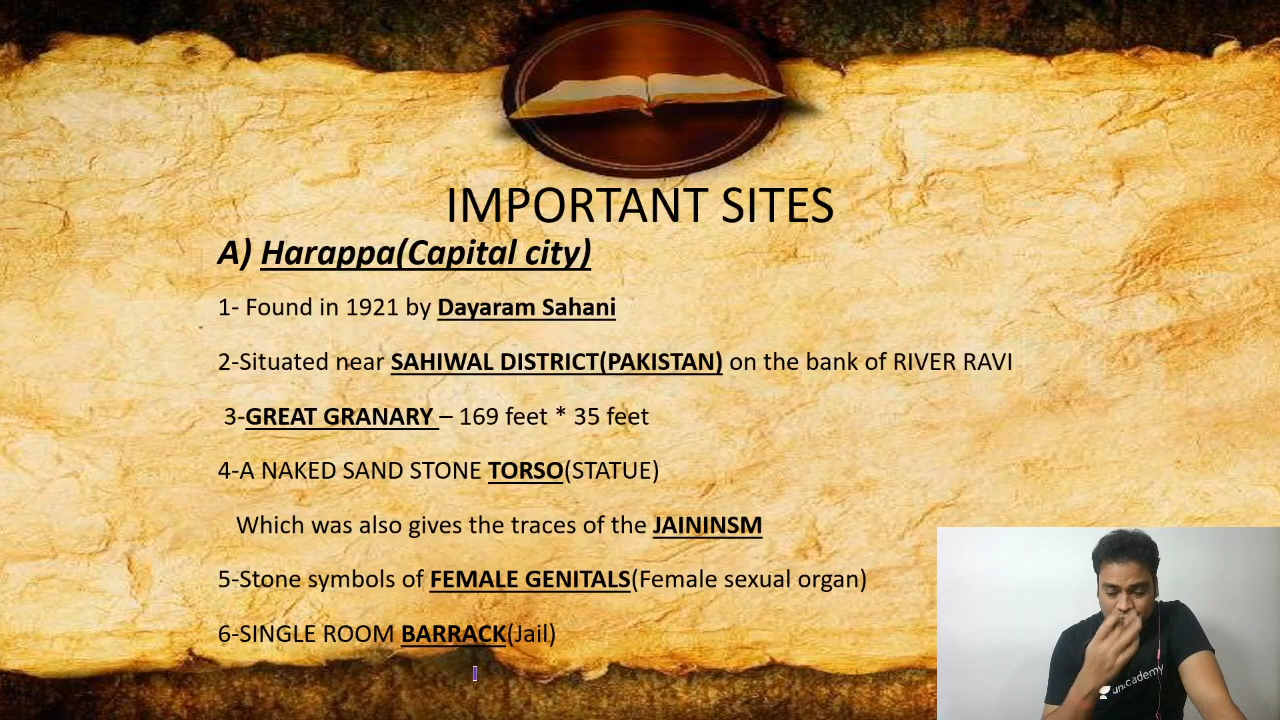 IMPORTANT SITES
A) Harappa(Capital city)
1- Found in 1921 by Dayaram Sahani
2-Situated near SAHIWAL DISTRICT(PAKISTAN) on the bank of RIVER RAVI
3-GREAT GRANARY – 169 feet * 35 feet
4-A NAKED SAND STONE TORSO(STATUE)
Which was also gives the traces of the JAININSM
5-Stone symbols of FEMALE GENITALS(Female sexual organ)
6-SINGLE ROOM BARRACK(Jail)
unacademy